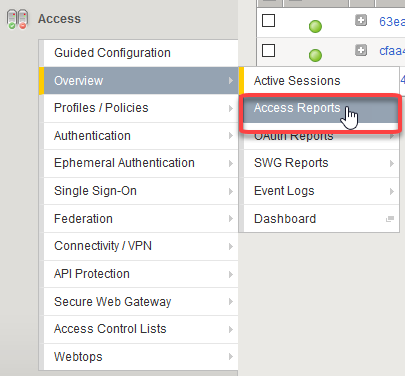 Access
63ea
Guided Configuration
cfaa4
Overview
Active Sessions
Profiles / Policies
Access Reports
Authentication
OAuth Reports
Ephemeral Authentication
SWG Reports
Single Sign-On
Event Logs
Federation
Dashboard
Connectivity / VPN
API Protection
Secure Web Gateway
Access Control Lists
Webtops